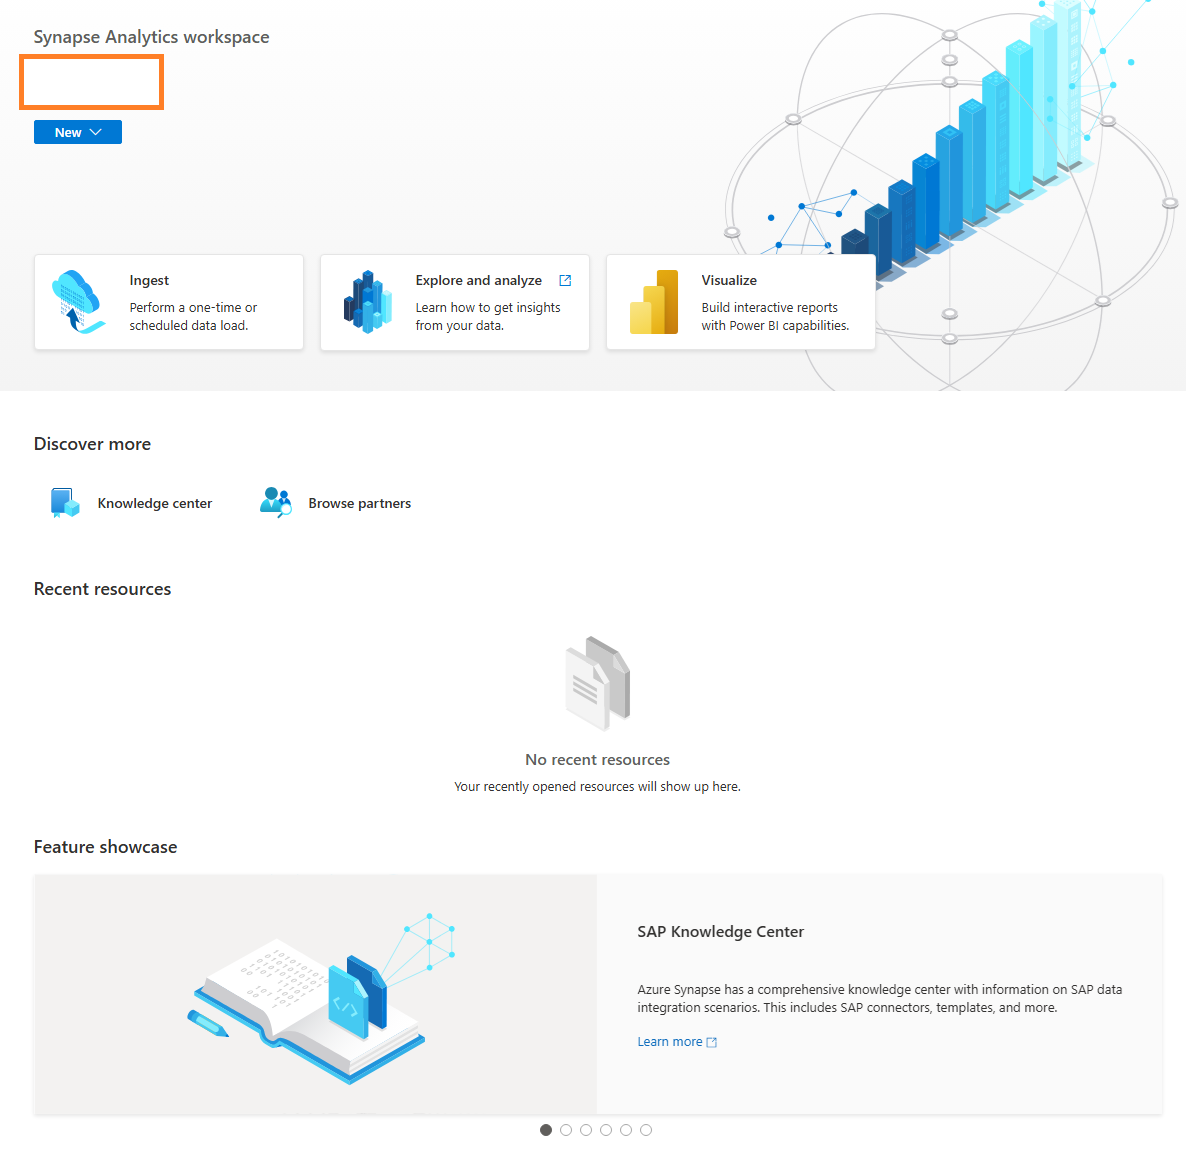 Synapse Analytics workspace
New
Ingest
Perform a one-time or
scheduled data load.
Explore and analyze
Learn how to get insights
from your data.
Visualize
Build interactive reports
with Power BI capabilities.
Discover more
Knowledge center
Browse partners
Recent resources
No recent resources
Your recently opened resources will show up here.
Feature showcase
</>
SAP Knowledge Center
Azure Synapse has a comprehensive knowledge center with information on SAP data
integration scenarios. This includes SAP connectors, templates, and more.
Learn more